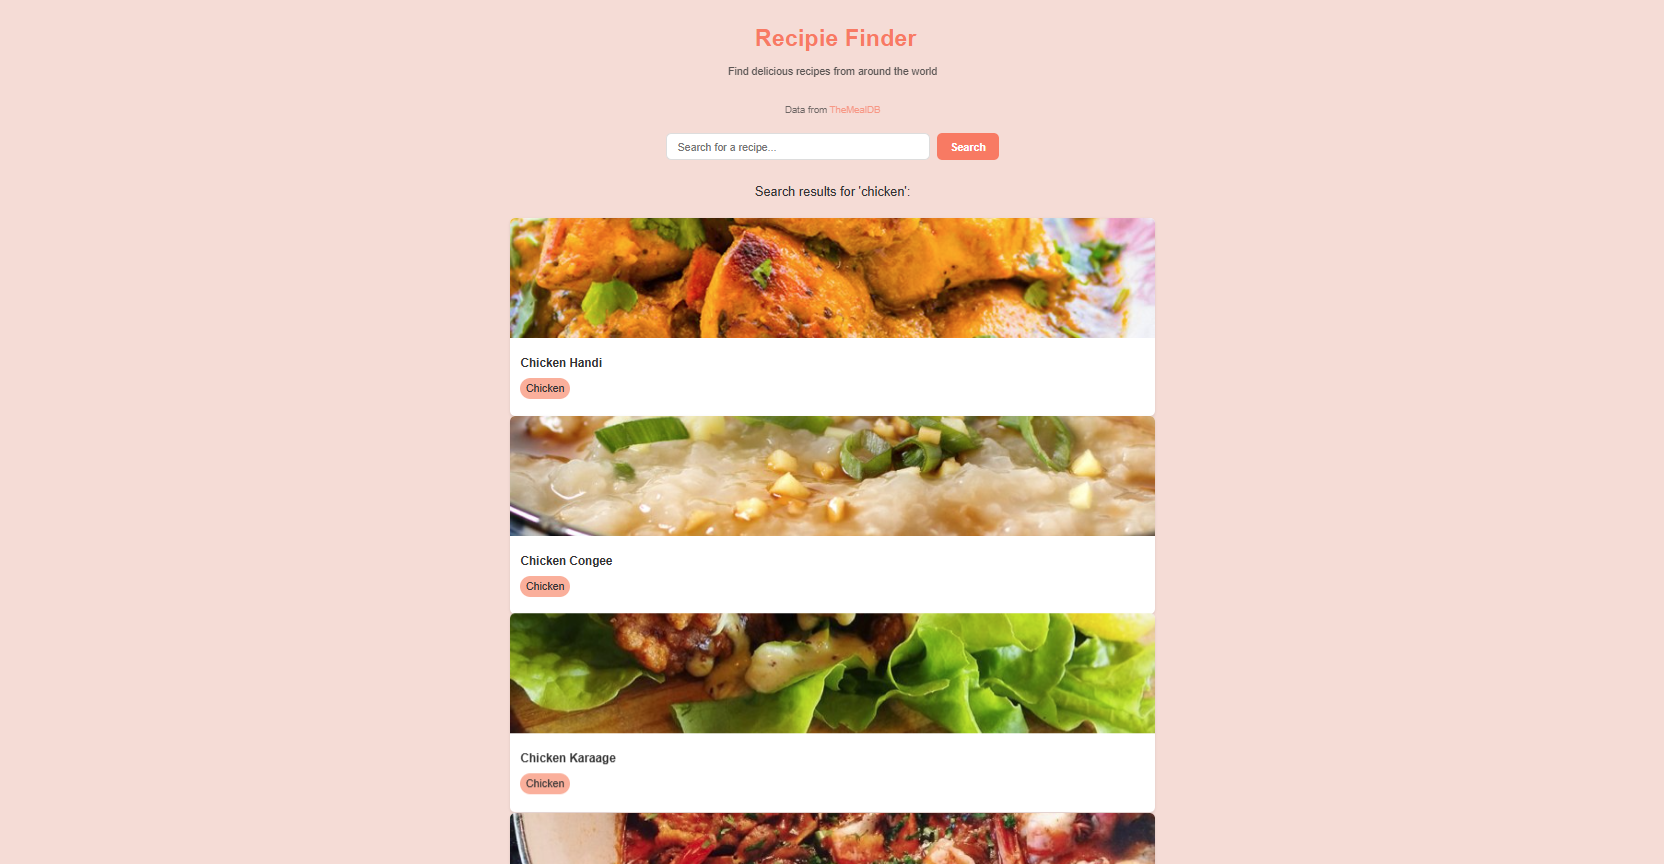 Recipie Finder
Find delicious recipes from around the world
Data from TheMealDB
Search for a recipe...
Search
Search results for 'chicken':
Chicken Handi
Chicken
Chicken Congee
Chicken
Chicken Karaage
Chicken